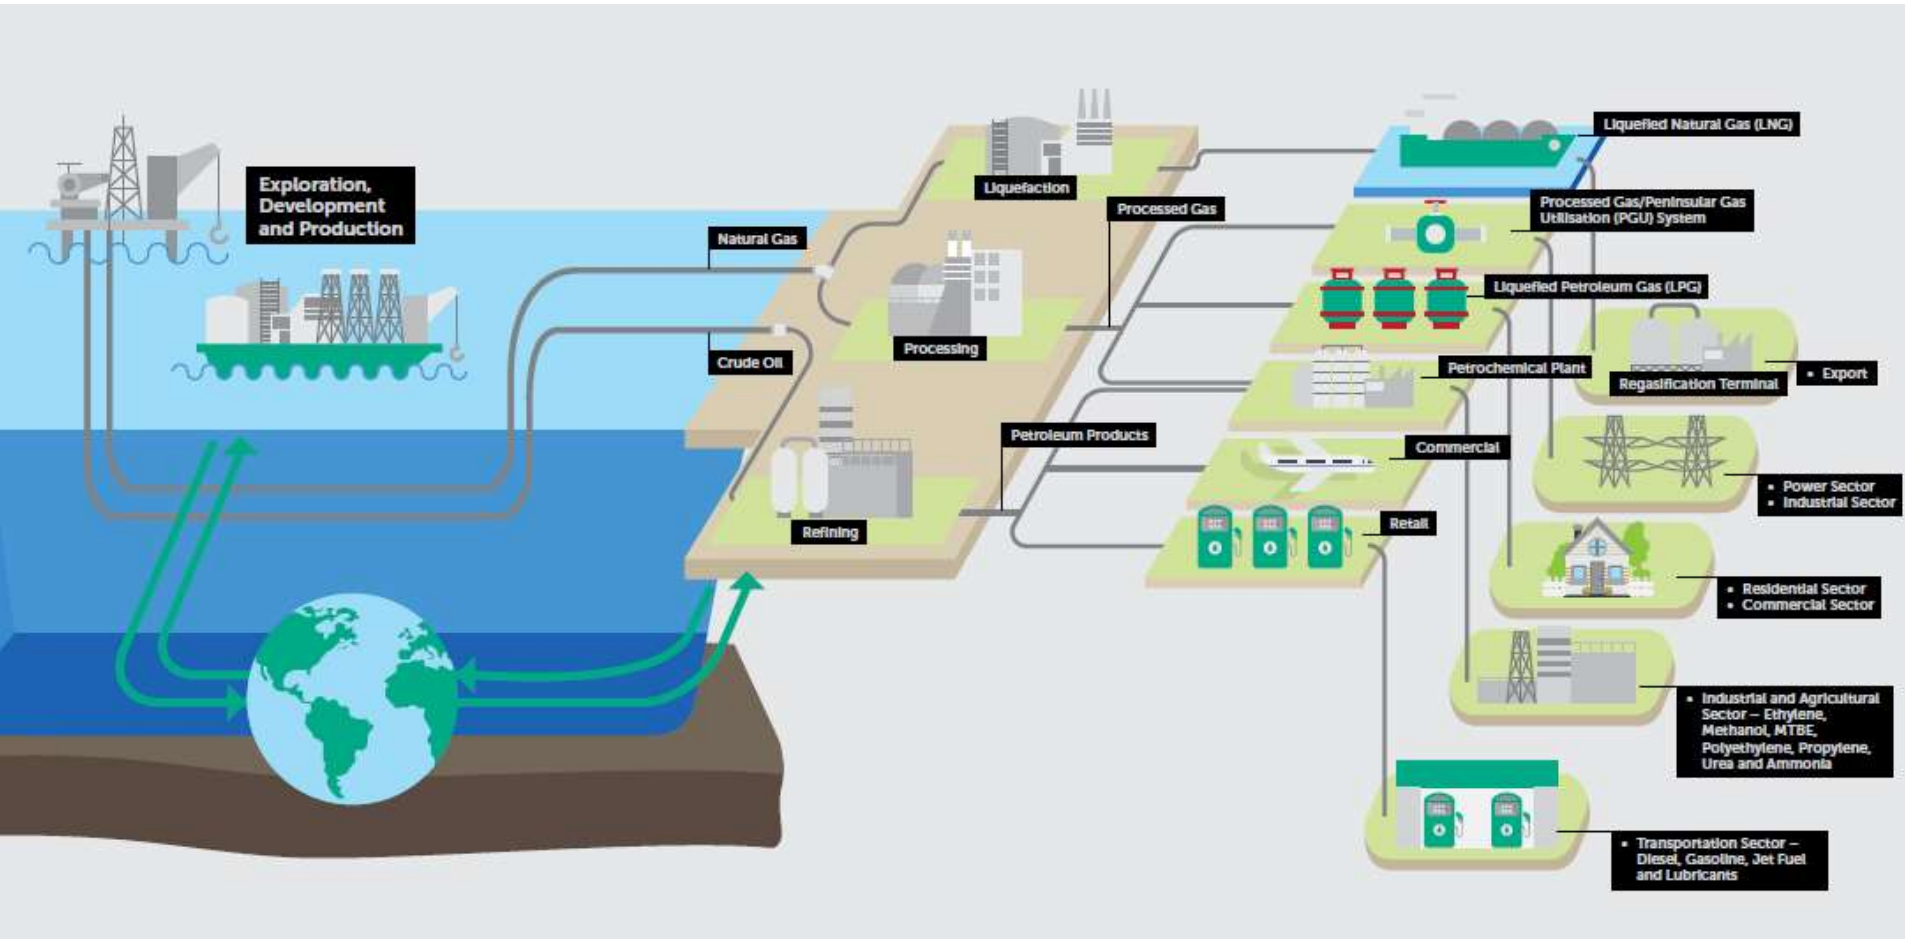 Exploration,
Development
and Production
Natural Gas
Crude Oil
Liquefaction
Processing
Refining
Processed Gas
Petroleum Products
Liquefied Natural Gas (LNG)
Processed Gas/Peninsular Gas
Utilisation (PGU) System
Liquefied Petroleum Gas (LPG)
Petrochemical Plant
Commercial
Retail
Regasification Terminal
▪ Export
▪ Power Sector
▪ Industrial Sector
▪ Residential Sector
▪ Commercial Sector
▪ Industrial and Agricultural
Sector – Ethylene,
Methanol, MTBE,
Polyethylene, Propylene,
Urea and Ammonia
▪ Transportation Sector –
Diesel, Gasoline, Jet Fuel
and Lubricants